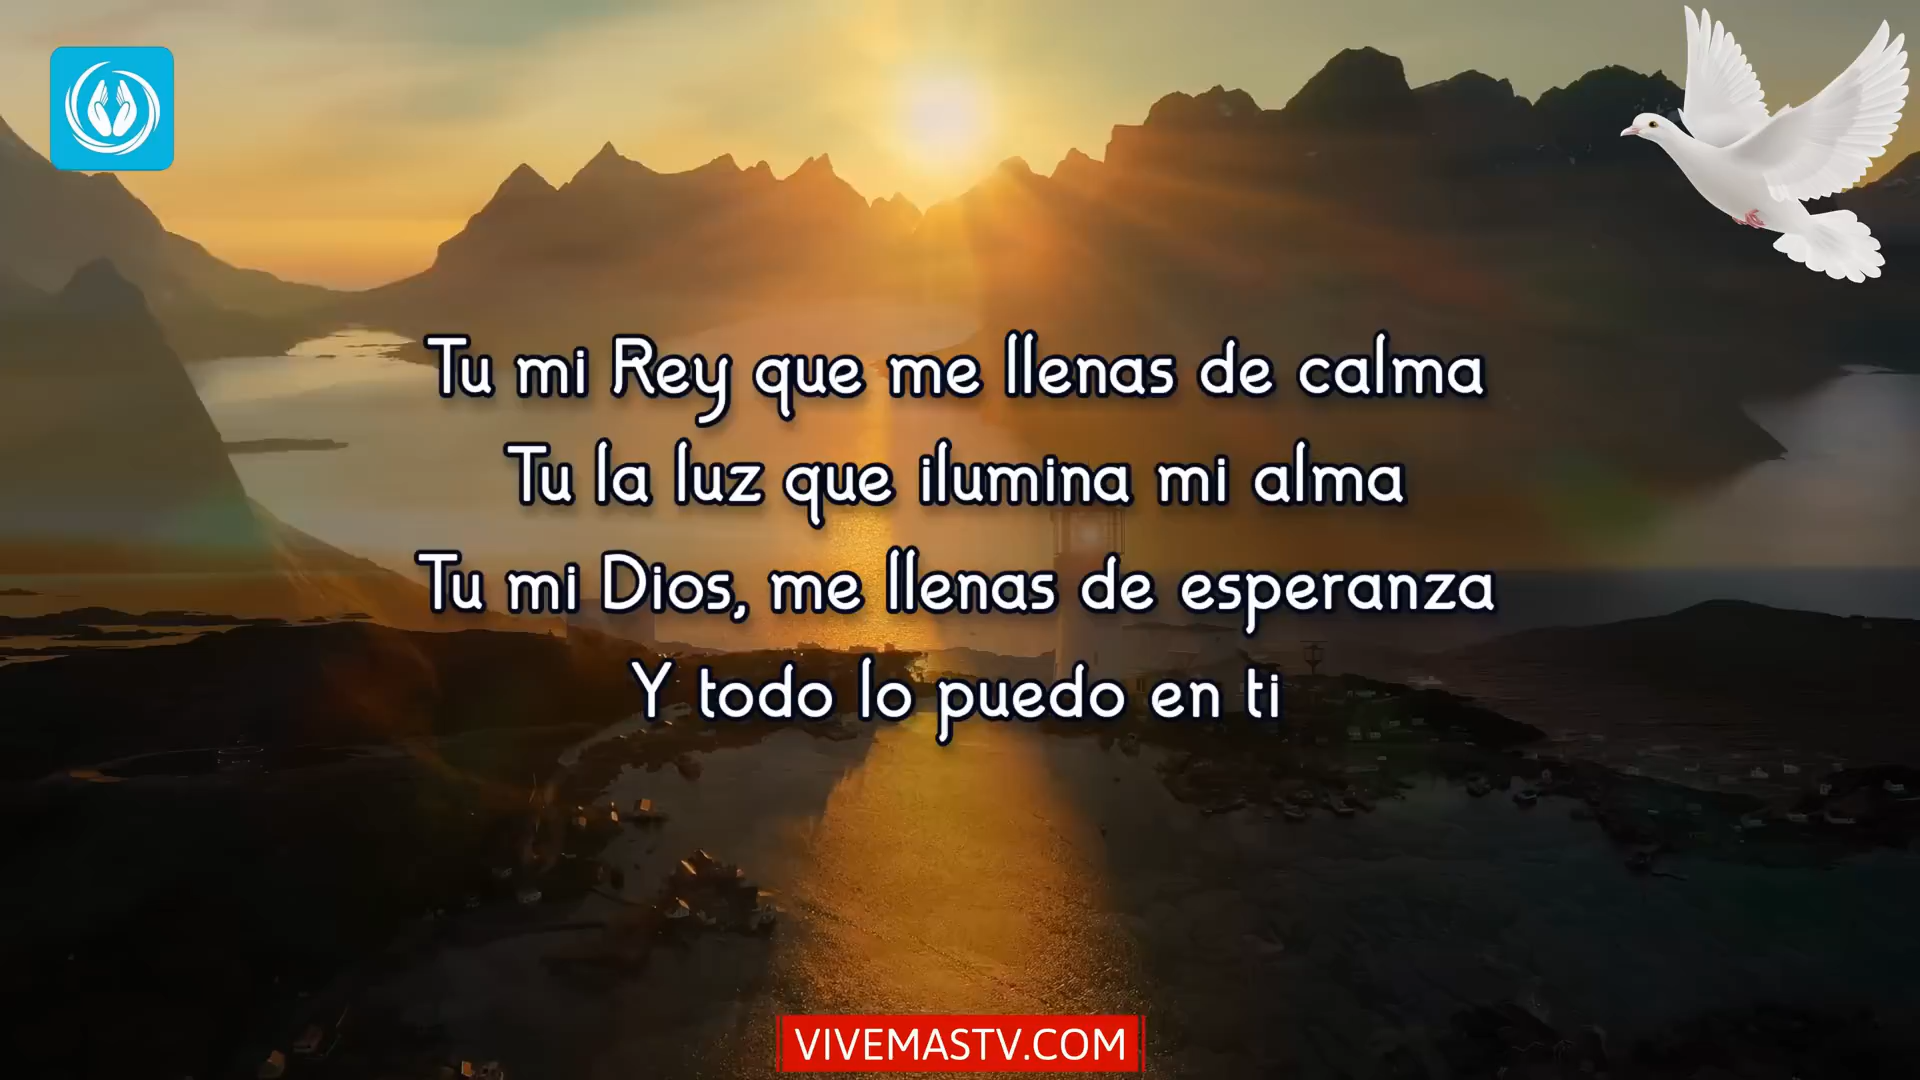 Tu mi Rey que me llenas de calma
Tu la luz que ilumina mi alma
Tu mi Dios, me llenas de esperanza
Y todo lo puedo en ti
VIVEMASTV.COM